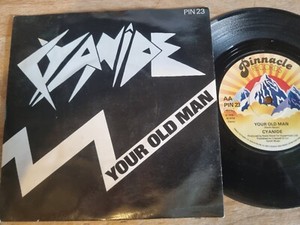 PIN 23
CYANIDE
YOUR OLD MAN
Pinnacle
AA
PIN 23
YOUR OLD MAN
CYANIDE